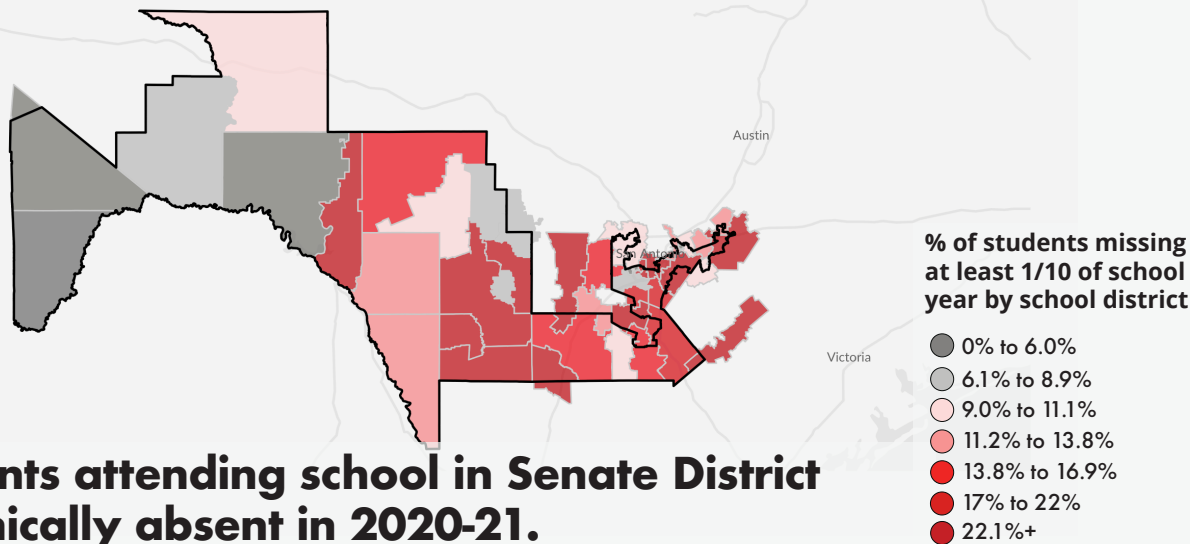 Austin
San Anton
Victoria
% of students missing
at least 1/10 of school
year by school district
0% to 6.0%
6.1% to 8.9%
9.0% to 11.1%
11.2% to 13.8%
13.8% to 16.9%
17% to 22%
22.1%+
nts attending school in Senate District
nically absent in 2020-21.